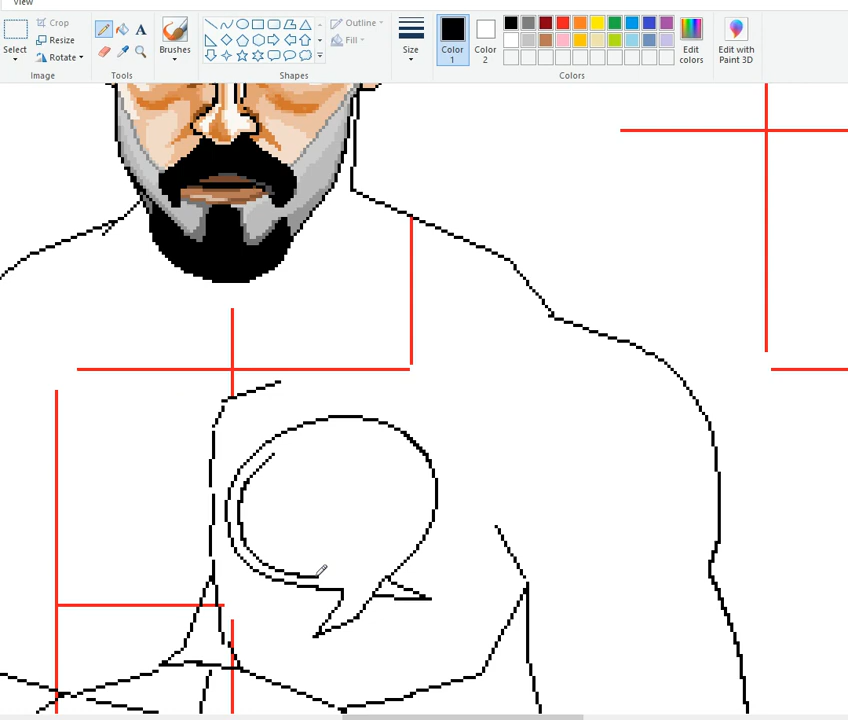 View
Crop
Resize
Rotate
Select
Image
Tools
A
Brushes
Outline
Fill
Shapes
Size
Color
1
Color
2
Edit
colors
Colors
Edit with
Paint 3D